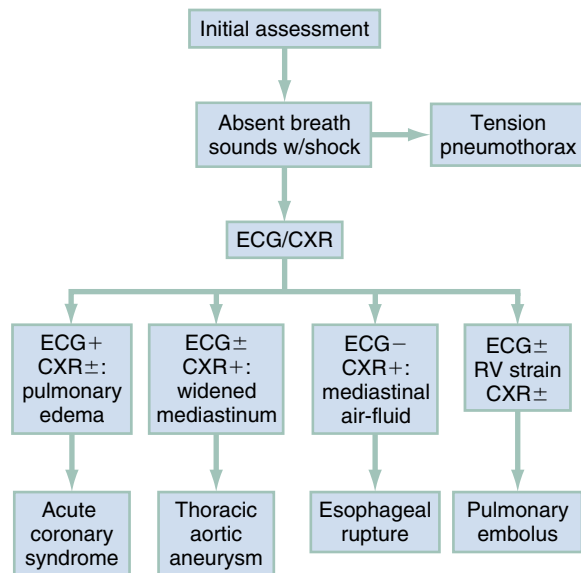 Initial assessment
Absent breath
sounds w/shock
Tension
pneumothorax
ECG/CXR
ECG+
CXR±:
pulmonary
edema
ECG±
CXR+:
widened
mediastinum
ECG−
CXR+:
mediastinal
air-fluid
ECG±
RV strain
CXR±
Acute
coronary
syndrome
Thoracic
aortic
aneurysm
Esophageal
rupture
Pulmonary
embolus